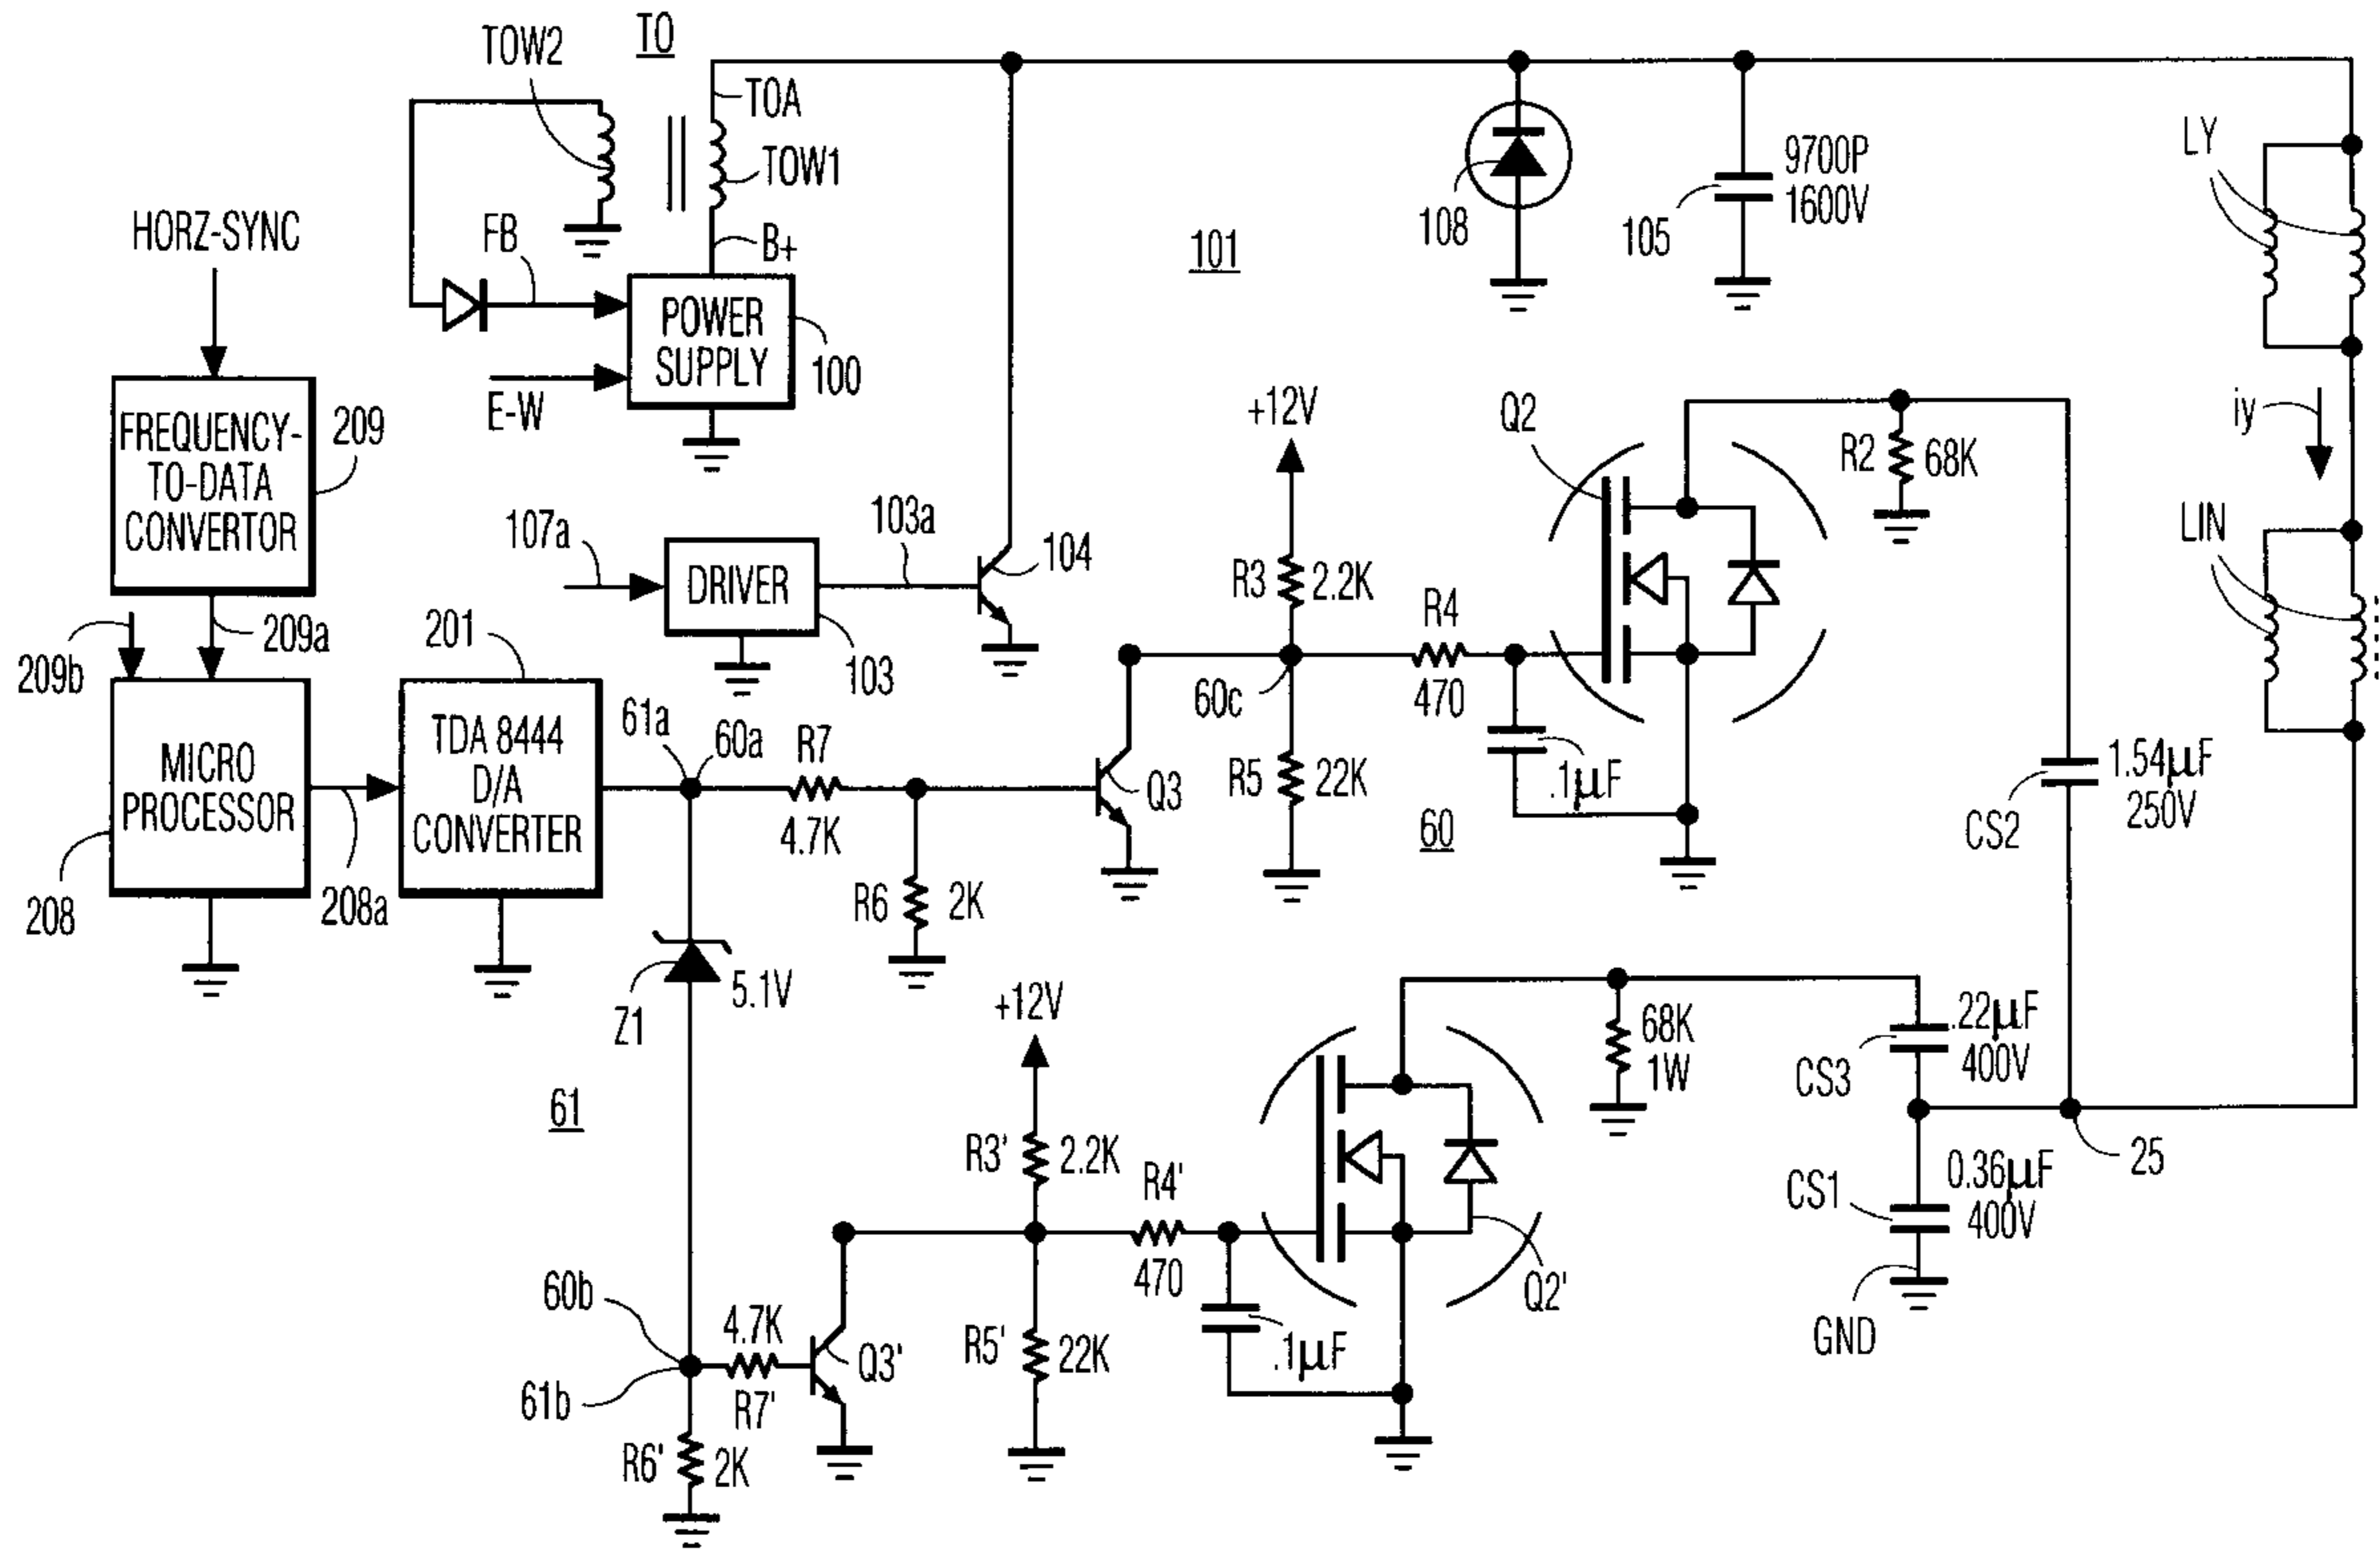 TO
TOW2
TOA
TOW1
B+
FB
HORZ-SYNC
POWER
SUPPLY
100
E-W
101
108
105
9700P
1600V
LY
iy
LIN
FREQUENCY-
TO-DATA
CONVERTOR
209
209a
209b
107a
DRIVER
103
103a
104
+12V
R3
2.2K
R4
470
60c
R5
22K
.1µF
60
Q2
R2
68K
CS2
1.54µF
250V
MICRO
PROCESSOR
208
208a
201
TDA 8444
D/A
CONVERTER
61a
60a
R7
4.7K
R6
2K
Q3
Z1
5.1V
61
+12V
R3'
2.2K
R4'
470
R5'
22K
.1µF
Q2'
68K
1W
CS3
.22µF
400V
25
CS1
0.36µF
400V
GND
60b
61b
4.7K
R7'
Q3'
R6'
2K